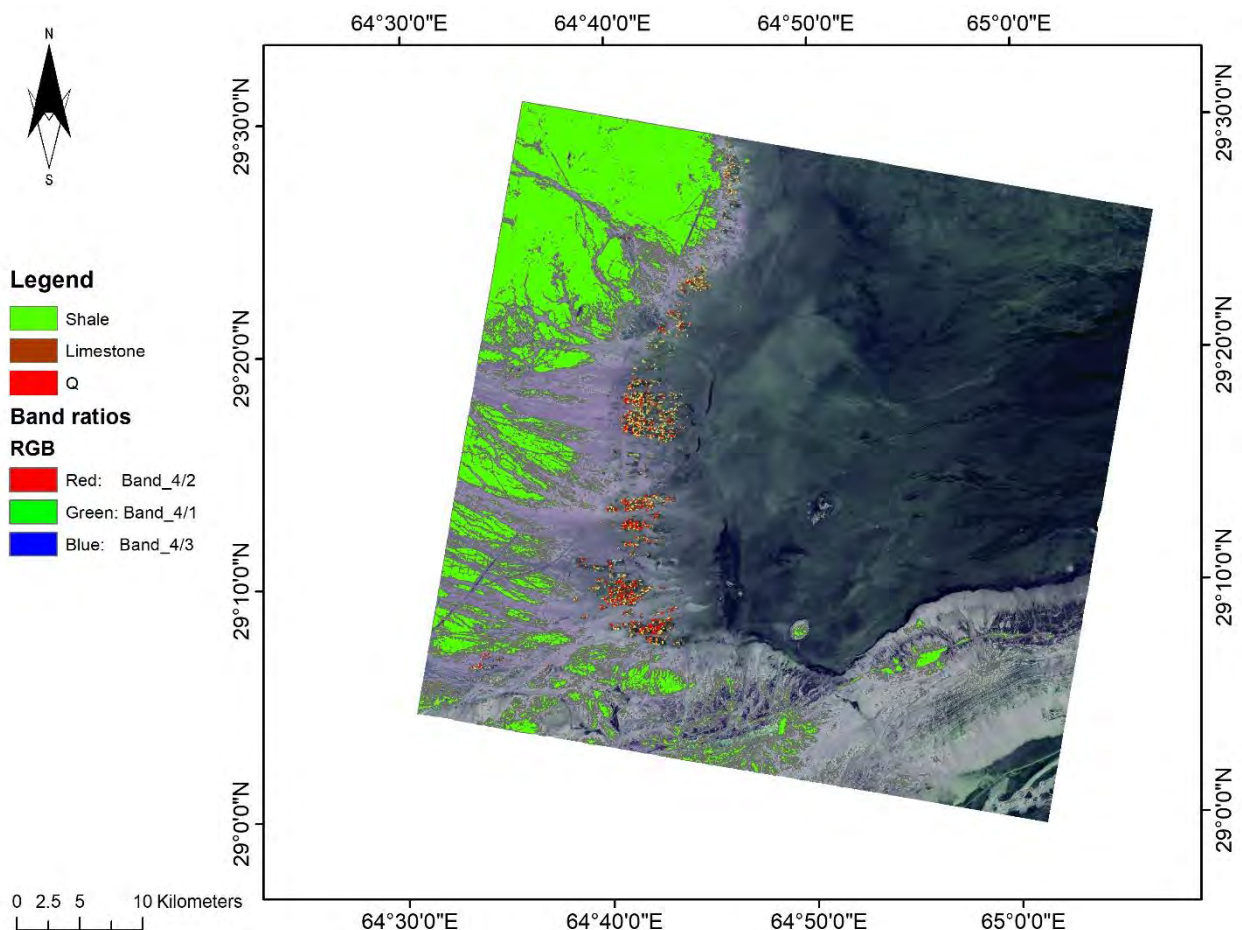 64°30'0"E 64°40'0"E 64°50'0"E 65°0'0"E
N
S
29°30'0"N
29°30'0"N
29°20'0"N
29°20'0"N
29°10'0"N
29°10'0"N
29°0'0"N
29°0'0"N
Legend
Shale
Limestone
Q
Band ratios
RGB
Red: Band_4/2
Green: Band_4/1
Blue: Band_4/3
0 2.5 5 10 Kilometers
64°30'0"E 64°40'0"E 64°50'0"E 65°0'0"E